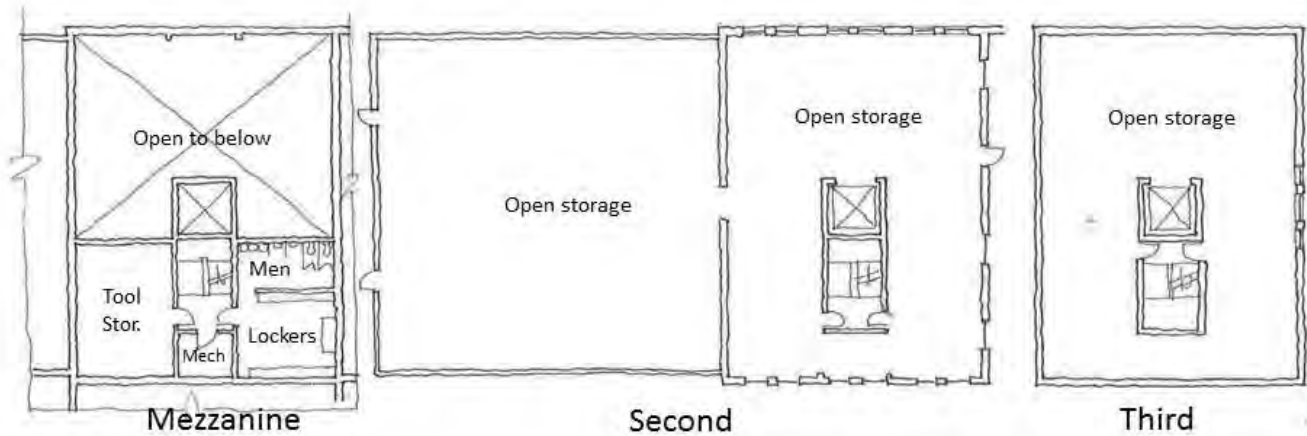 Open to below
Men
Tool
Stor.
Lockers
Mech
Mezzanine
Open storage
Open storage
Second
Open storage
Third